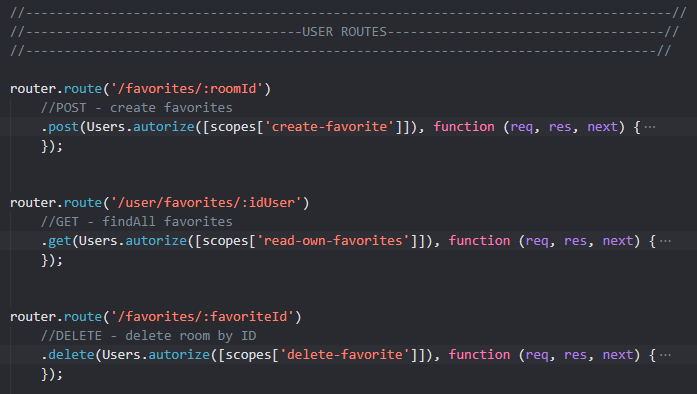 //-----------------------------------------------------------------------------------//
//------------------------------------USER ROUTES------------------------------------//
//---------------------------------------------------------------------------------//
router.route('/favorites/:roomId')
//POST - create favorites
.post(Users.autorize([scopes['create-favorite']]), function (req, res, next) {···
});
router.route('/user/favorites/:idUser')
//GET - findAll favorites
.get(Users.autorize([scopes['read-own-favorites']]), function (req, res, next) {···
});
router.route('/favorites/:favoriteId')
//DELETE - delete room by ID
.delete(Users.autorize([scopes['delete-favorite']]), function (req, res, next) {···
});